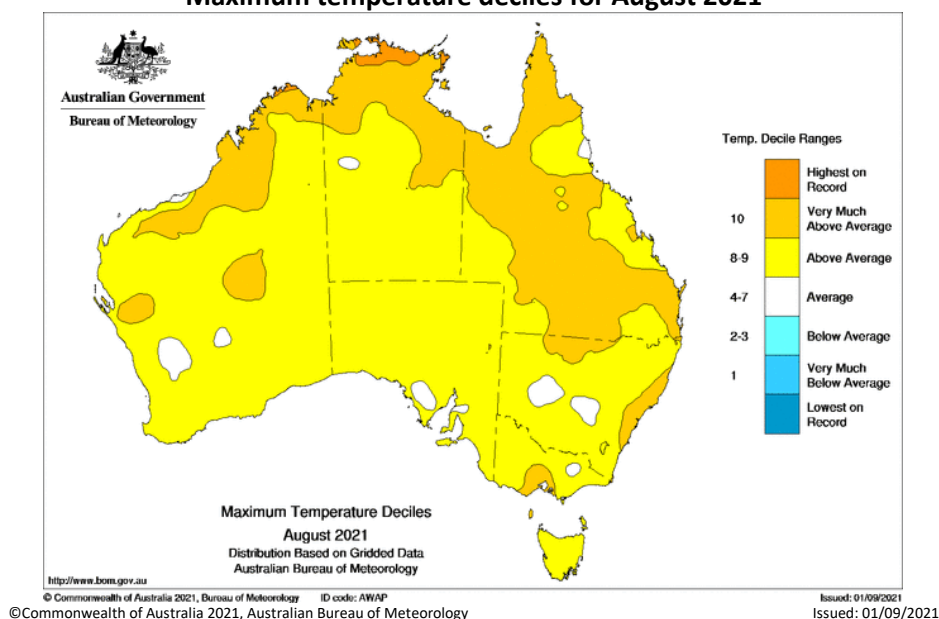 Maximum temperature deciles for August 2021
Australian Government
Bureau of Meteorology
Temp. Decile Ranges
Highest on
Record
10
Very Much
Above Average
8-9
Above Average
4-7
Average
2-3
Below Average
1
Very Much
Below Average
Lowest on
Record
Maximum Temperature Deciles
August 2021
Distribution Based on Gridded Data
Australian Bureau of Meteorology
http://www.bom.gov.au
© Commonwealth of Australia 2021, Bureau of Meteorology ID code: AWAP Issued: 01/09/2021
©Commonwealth of Australia 2021, Australian Bureau of Meteorology Issued: 01/09/2021